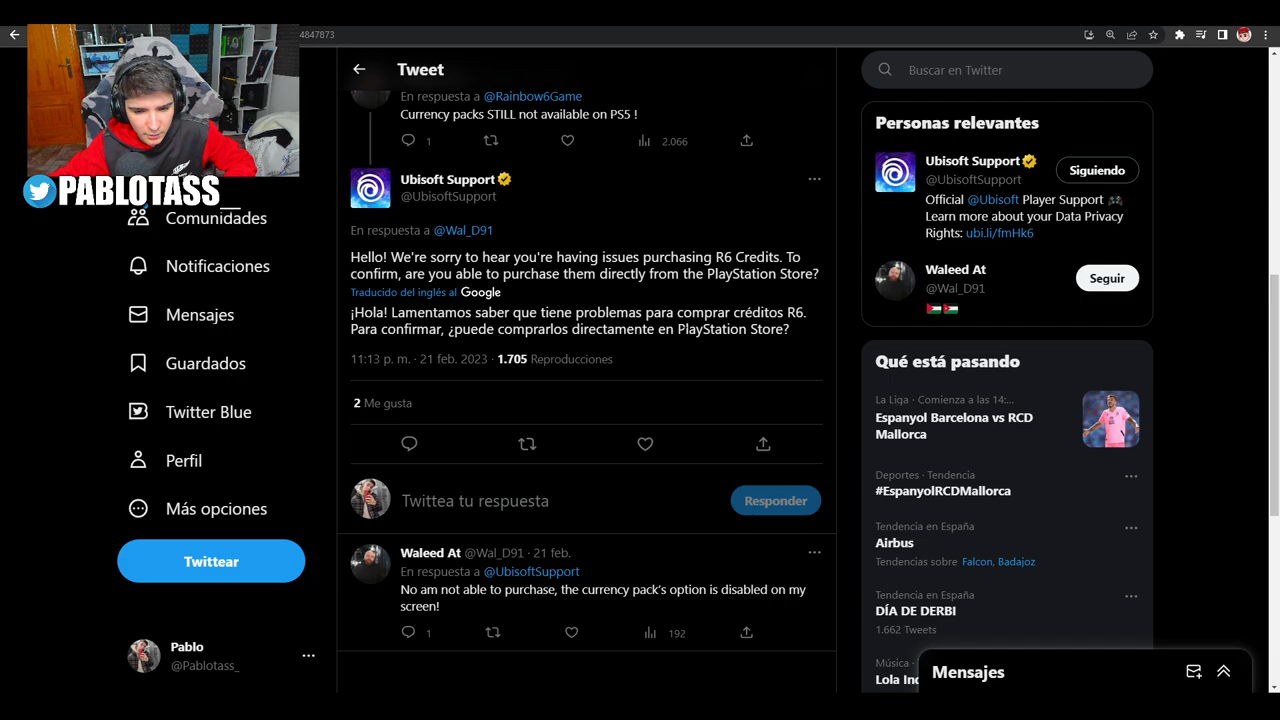 4847873
PABLOTASS_
Comunidades
Notificaciones
Mensajes
Guardados
Twitter Blue
Perfil
Más opciones
Twittear
Pablo
@Pablotass_
Tweet
En respuesta a @Rainbow6Game
Currency packs STILL not available on PS5 !
1
2.066
Ubisoft Support
@UbisoftSupport
En respuesta a @Wal_D91
Hello! We're sorry to hear you're having issues purchasing R6 Credits. To
confirm, are you able to purchase them directly from the PlayStation Store?
Traducido del inglés al Google
¡Hola! Lamentamos saber que tiene problemas para comprar créditos R6.
Para confirmar, ¿puede comprarlos directamente en PlayStation Store?
11:13 p. m. · 21 feb. 2023 · 1.705 Reproducciones
2 Me gusta
Twittea tu respuesta
Responder
Waleed At @Wal_D91 · 21 feb.
En respuesta a @UbisoftSupport
No am not able to purchase, the currency pack's option is disabled on my
screen!
1
192
Buscar en Twitter
Personas relevantes
Ubisoft Support
@UbisoftSupport
Siguiendo
Official @Ubisoft Player Support
Learn more about your Data Privacy
Rights: ubi.li/fmHk6
Waleed At
@Wal_D91
Seguir
Qué está pasando
La Liga · Comienza a las 14:...
Espanyol Barcelona vs RCD
Mallorca
Deportes · Tendencia
#EspanyolRCDMallorca
Tendencia en España
Airbus
Tendencias sobre Falcon, Badajoz
Tendencia en España
DÍA DE DERBI
1.662 Tweets
Música ·
Lola Ind
Mensajes